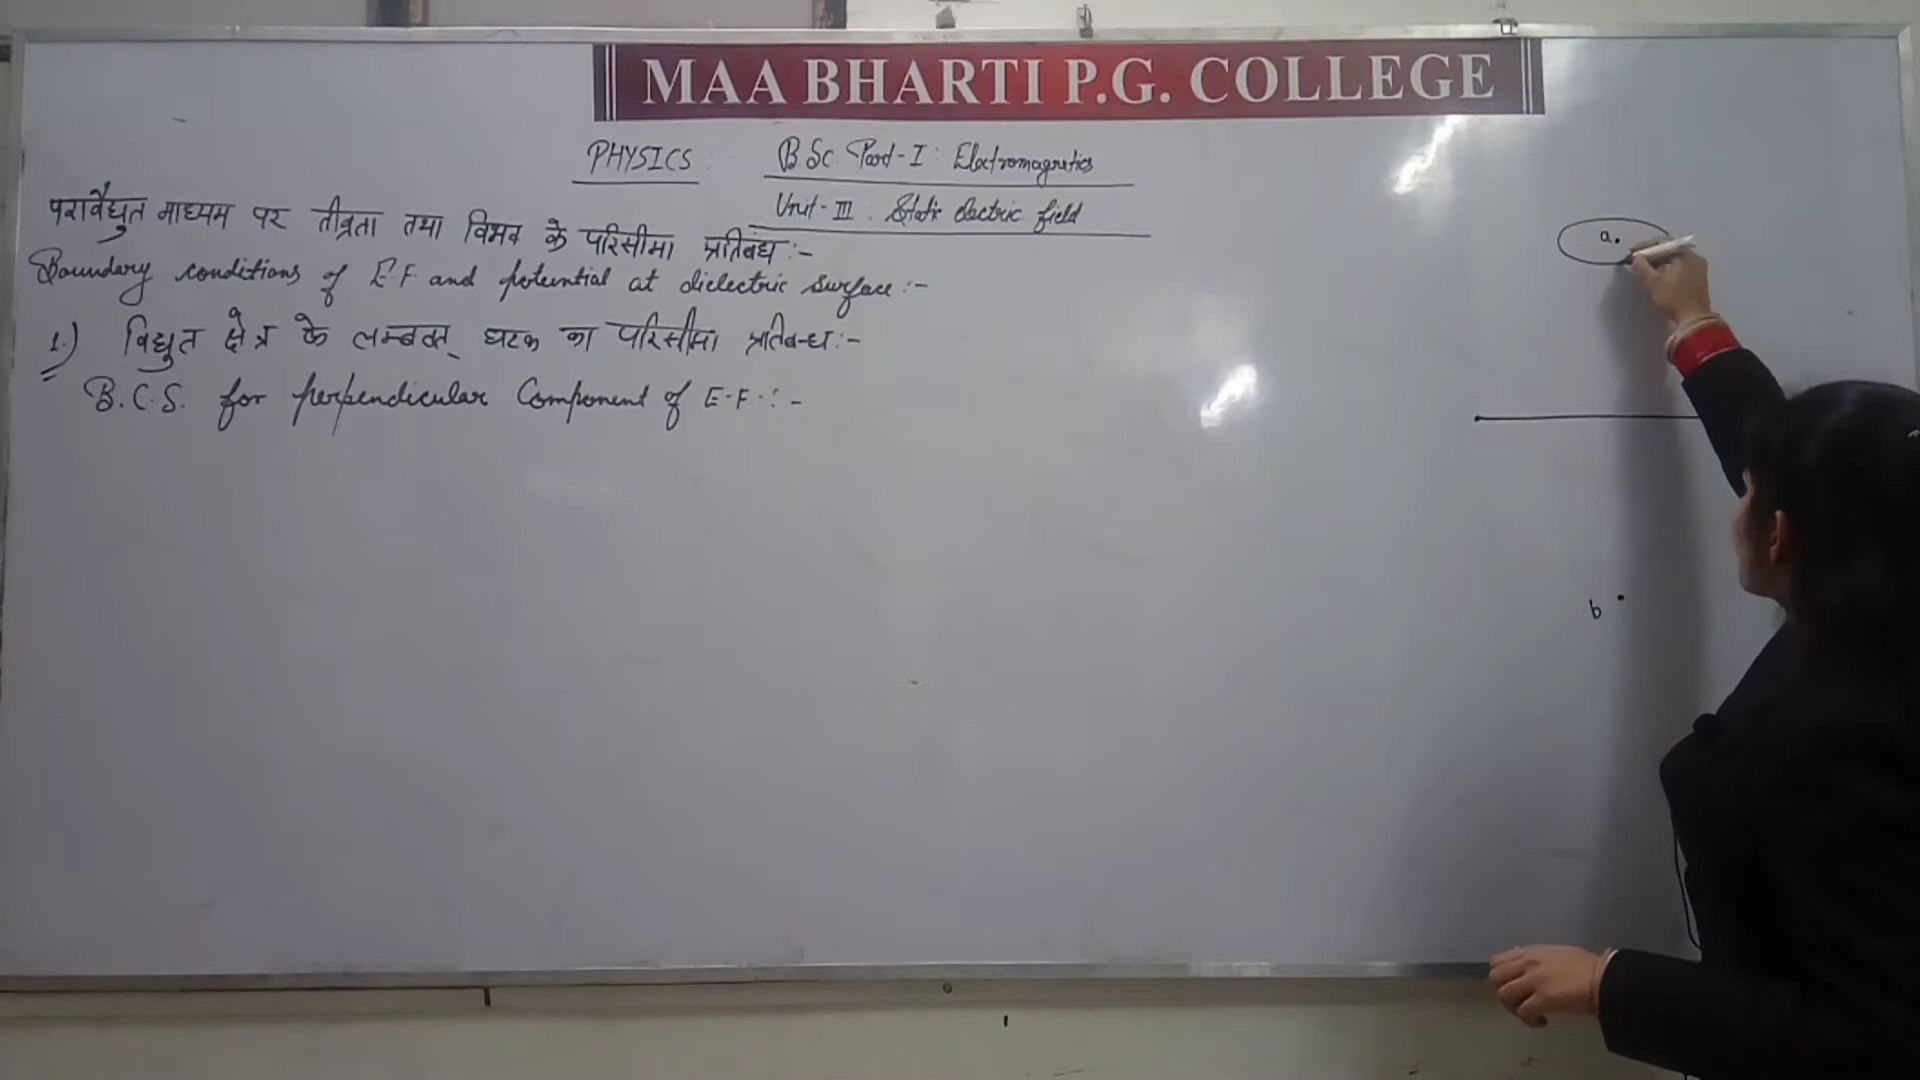 MAA BHARTI P.G. COLLEGE
PHYSICS : B.Sc Part-I : Electromagnetics
Unit-III : Static electric field
परावैद्युत माध्यम पर तीव्रता तथा विभव के परिसीमा प्रतिबंध :-
Boundary conditions of E.F. and potential at dielectric surface :-
1.) विद्युत क्षेत्र के लम्बवत् घटक का परिसीमा प्रतिबन्ध :-
B.C.S. for perpendicular Component of E.F. : -
a
b